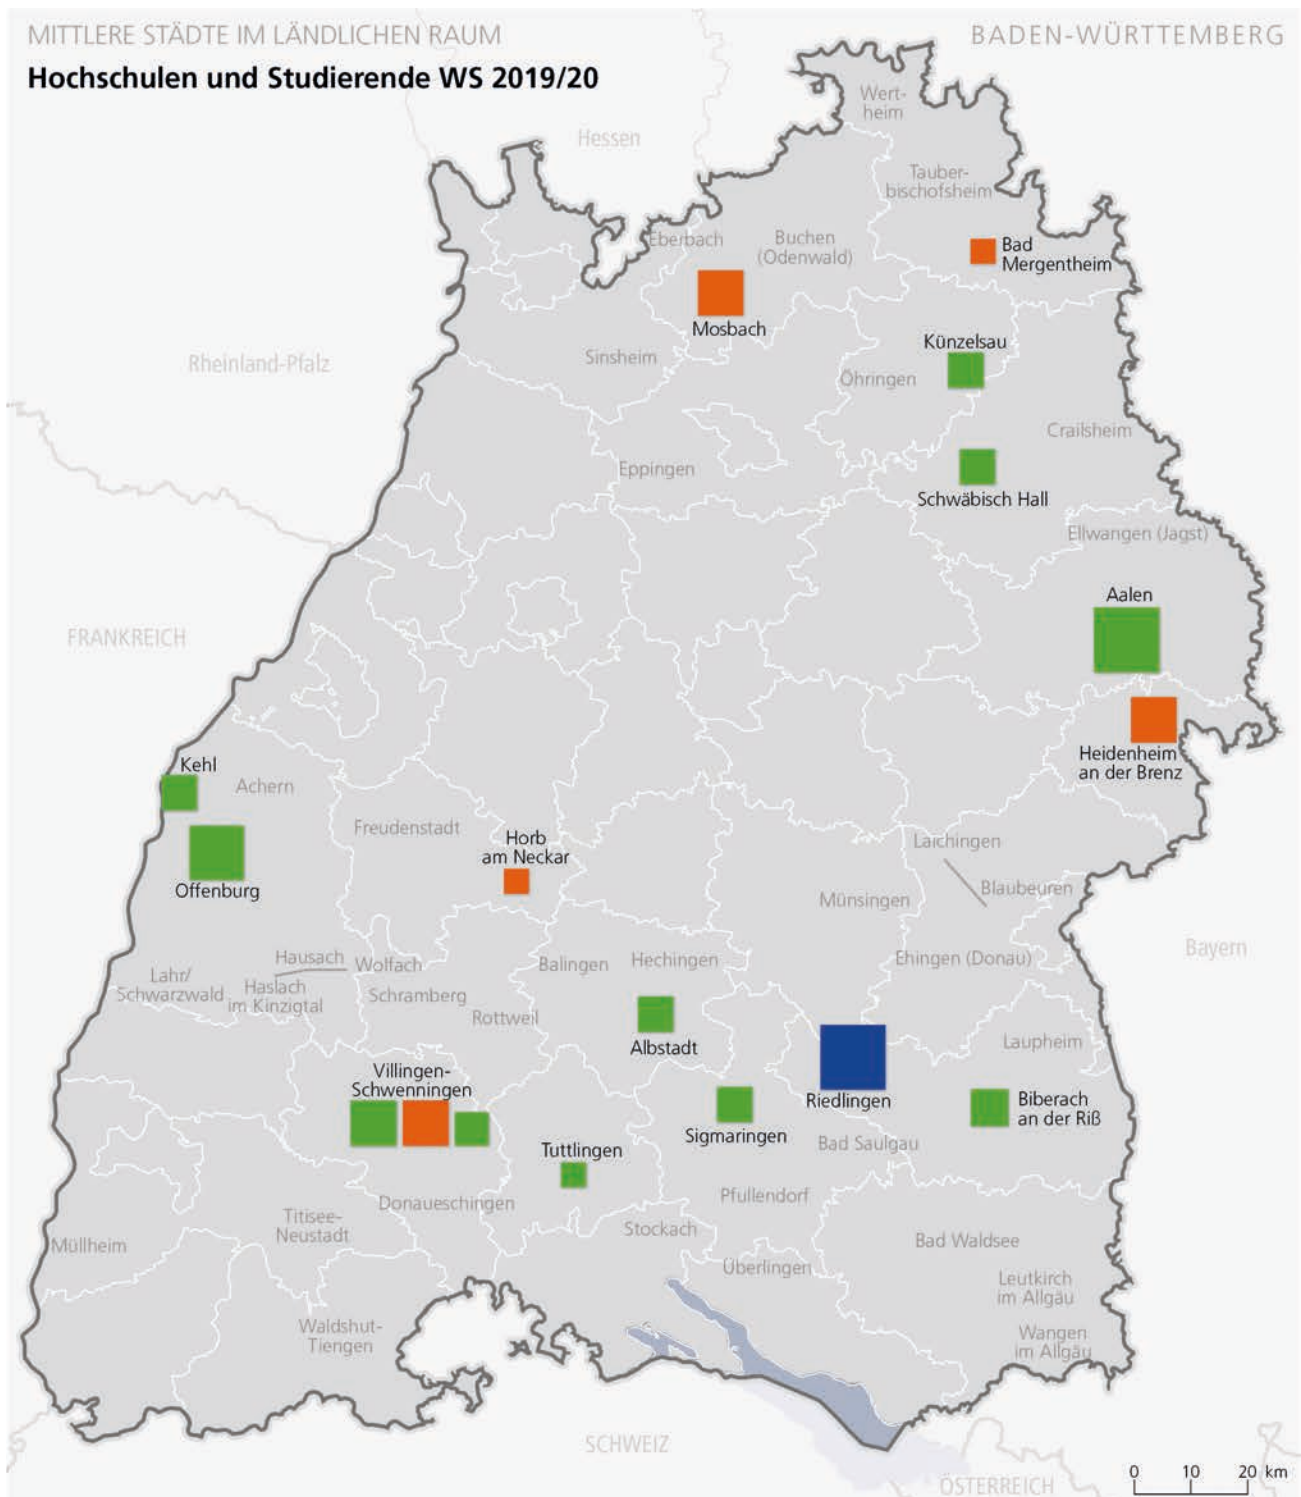 MITTLERE STÄDTE IM LÄNDLICHEN RAUM
BADEN-WÜRTTEMBERG
Hochschulen und Studierende WS 2019/20
Wert-
heim
Hessen
Tauber-
bischofsheim
Eberbach
Buchen
(Odenwald)
Bad
Mergentheim
Mosbach
Künzelsau
Sinsheim
Rheinland-Pfalz
Öhringen
Crailsheim
Eppingen
Schwäbisch Hall
Ellwangen (Jagst)
Aalen
FRANKREICH
Heidenheim
an der Brenz
Kehl
Achern
Freudenstadt
Horb
am Neckar
Laichingen
Offenburg
Blaubeuren
Münsingen
Bayern
Hausach
Wolfach
Balingen
Hechingen
Ehingen (Donau)
Lahr/
Schwarzwald
Haslach
im Kinzigtal
Schramberg
Rottweil
Albstadt
Laupheim
Villingen-
Schwenningen
Riedlingen
Biberach
an der Riß
Sigmaringen
Bad Saulgau
Tuttlingen
Donaueschingen
Pfullendorf
Titisee-
Neustadt
Stockach
Müllheim
Bad Waldsee
Überlingen
Leutkirch
im Allgäu
Waldshut-
Tiengen
Wangen
im Allgäu
SCHWEIZ
ÖSTERREICH
0 10 20 km